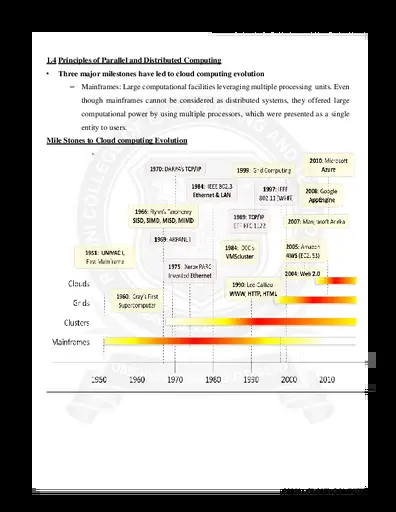 1.4 Principles of Parallel and Distributed Computing
• Three major milestones have led to cloud computing evolution
– Mainframes: Large computational facilities leveraging multiple processing units. Even
though mainframes cannot be considered as distributed systems, they offered large
computational power by using multiple processors, which were presented as a single
entity to users.
Mile Stones to Cloud computing Evolution
1970: DARPA's TCP/IP
1999: Grid Computing
2010: Microsoft
Azure
1984: IEEE 802.3
Ethernet & LAN
1997: IEEE
802.11
2008: Google
AppEngine
1966: Flynn's Taxonomy
SISD, SIMD, MISD, MIMD
1989: TCP/IP
IETF RFC 1122
2007: Manjrasoft Aneka
1969: ARPANET
1984: DEC's
VMScluster
2005: Amazon
AWS (EC2, S3)
1951: UNIVAC I,
First Mainframe
1975: Xerox PARC
Invented Ethernet
2004: Web 2.0
Clouds
1990: Lee-Calliau
WWW, HTTP, HTML
1960: Cray's First
Supercomputer
Grids
Clusters
Mainframes
1950 1960 1970 1980 1990 2000 2010